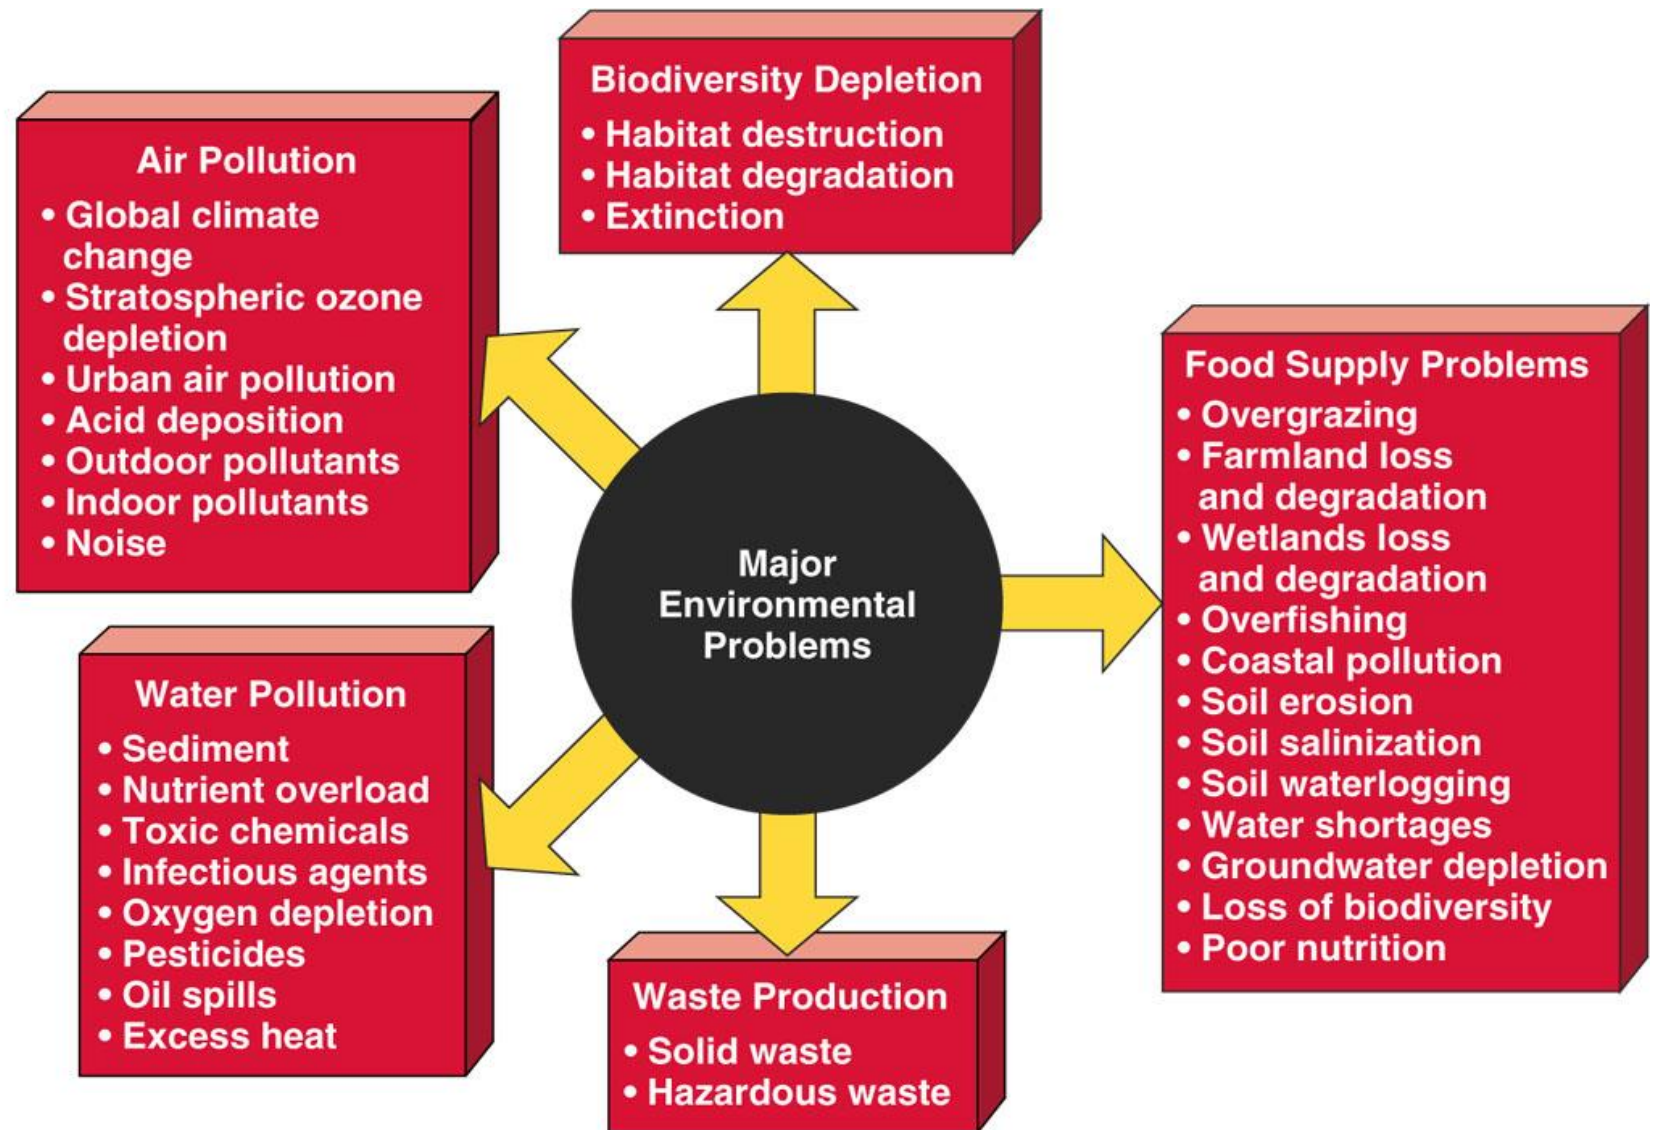 Biodiversity Depletion
• Habitat destruction
• Habitat degradation
• Extinction
Air Pollution
• Global climate
change
• Stratospheric ozone
depletion
• Urban air pollution
• Acid deposition
• Outdoor pollutants
• Indoor pollutants
• Noise
Food Supply Problems
• Overgrazing
• Farmland loss
and degradation
• Wetlands loss
and degradation
• Overfishing
• Coastal pollution
• Soil erosion
• Soil salinization
• Soil waterlogging
• Water shortages
• Groundwater depletion
• Loss of biodiversity
• Poor nutrition
Major
Environmental
Problems
Water Pollution
• Sediment
• Nutrient overload
• Toxic chemicals
• Infectious agents
• Oxygen depletion
• Pesticides
• Oil spills
• Excess heat
Waste Production
• Solid waste
• Hazardous waste